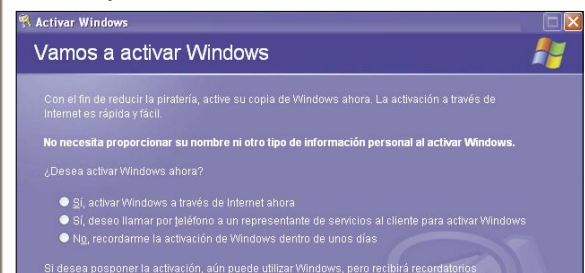 Activar Windows
Vamos a activar Windows
Con el fin de reducir la piratería, active su copia de Windows ahora. La activación a través de
Internet es rápida y fácil.
No necesita proporcionar su nombre ni otro tipo de información personal al activar Windows.
¿Desea activar Windows ahora?
Sí, activar Windows a través de Internet ahora
Sí, deseo llamar por teléfono a un representante de servicios al cliente para activar Windows
No, recordarme la activación de Windows dentro de unos días
Si desea posponer la activación, aún puede utilizar Windows, pero recibirá recordatorios